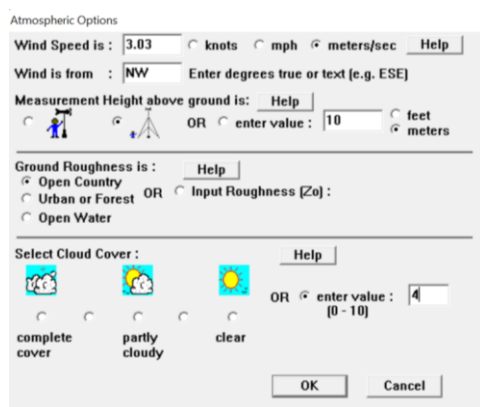 Atmospheric Options
Wind Speed is : 3.03 knots mph meters/sec Help
Wind is from : NW Enter degrees true or text (e.g. ESE)
Measurement Height above ground is: Help
OR enter value : 10 feet
meters
Ground Roughness is : Help
Open Country
Urban or Forest OR Input Roughness (Zo) :
Open Water
Select Cloud Cover : Help
OR enter value : 4
(0 - 10)
complete cover partly cloudy clear
OK Cancel